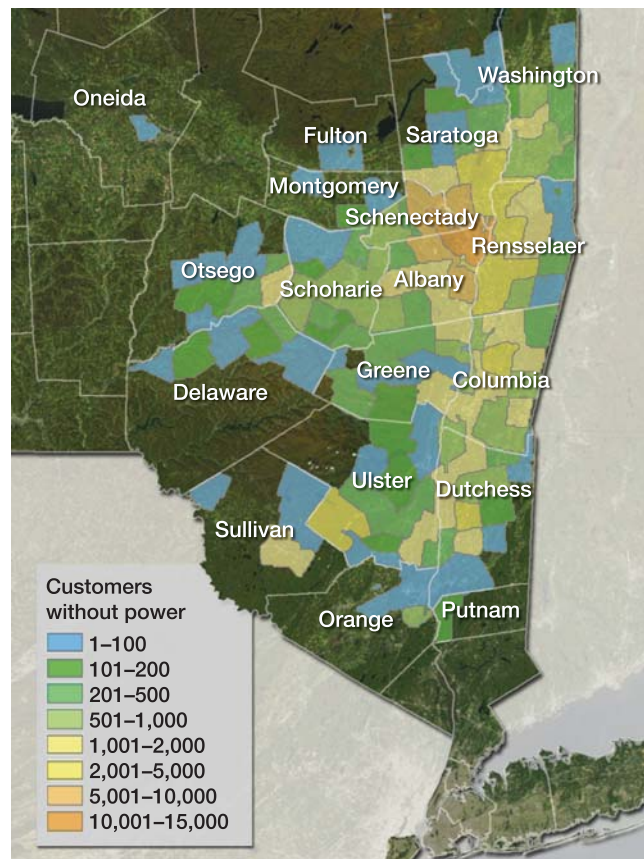 Oneida
Washington
Fulton
Saratoga
Montgomery
Schenectady
Rensselaer
Otsego
Schoharie
Albany
Greene
Columbia
Delaware
Ulster
Dutchess
Sullivan
Orange
Putnam
Customers
without power
1–100
101–200
201–500
501–1,000
1,001–2,000
2,001–5,000
5,001–10,000
10,001–15,000